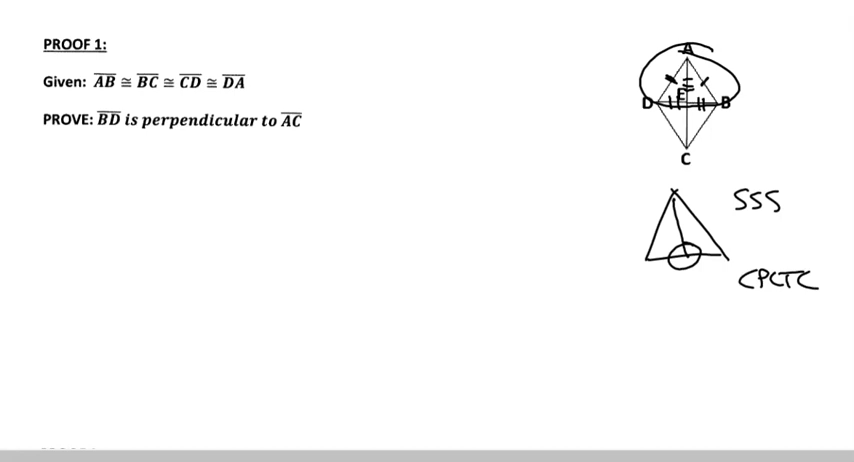 PROOF 1:
Given: AB ≅ BC ≅ CD ≅ DA
PROVE: BD is perpendicular to AC
A
E
D B
C
SSS
CPCTC